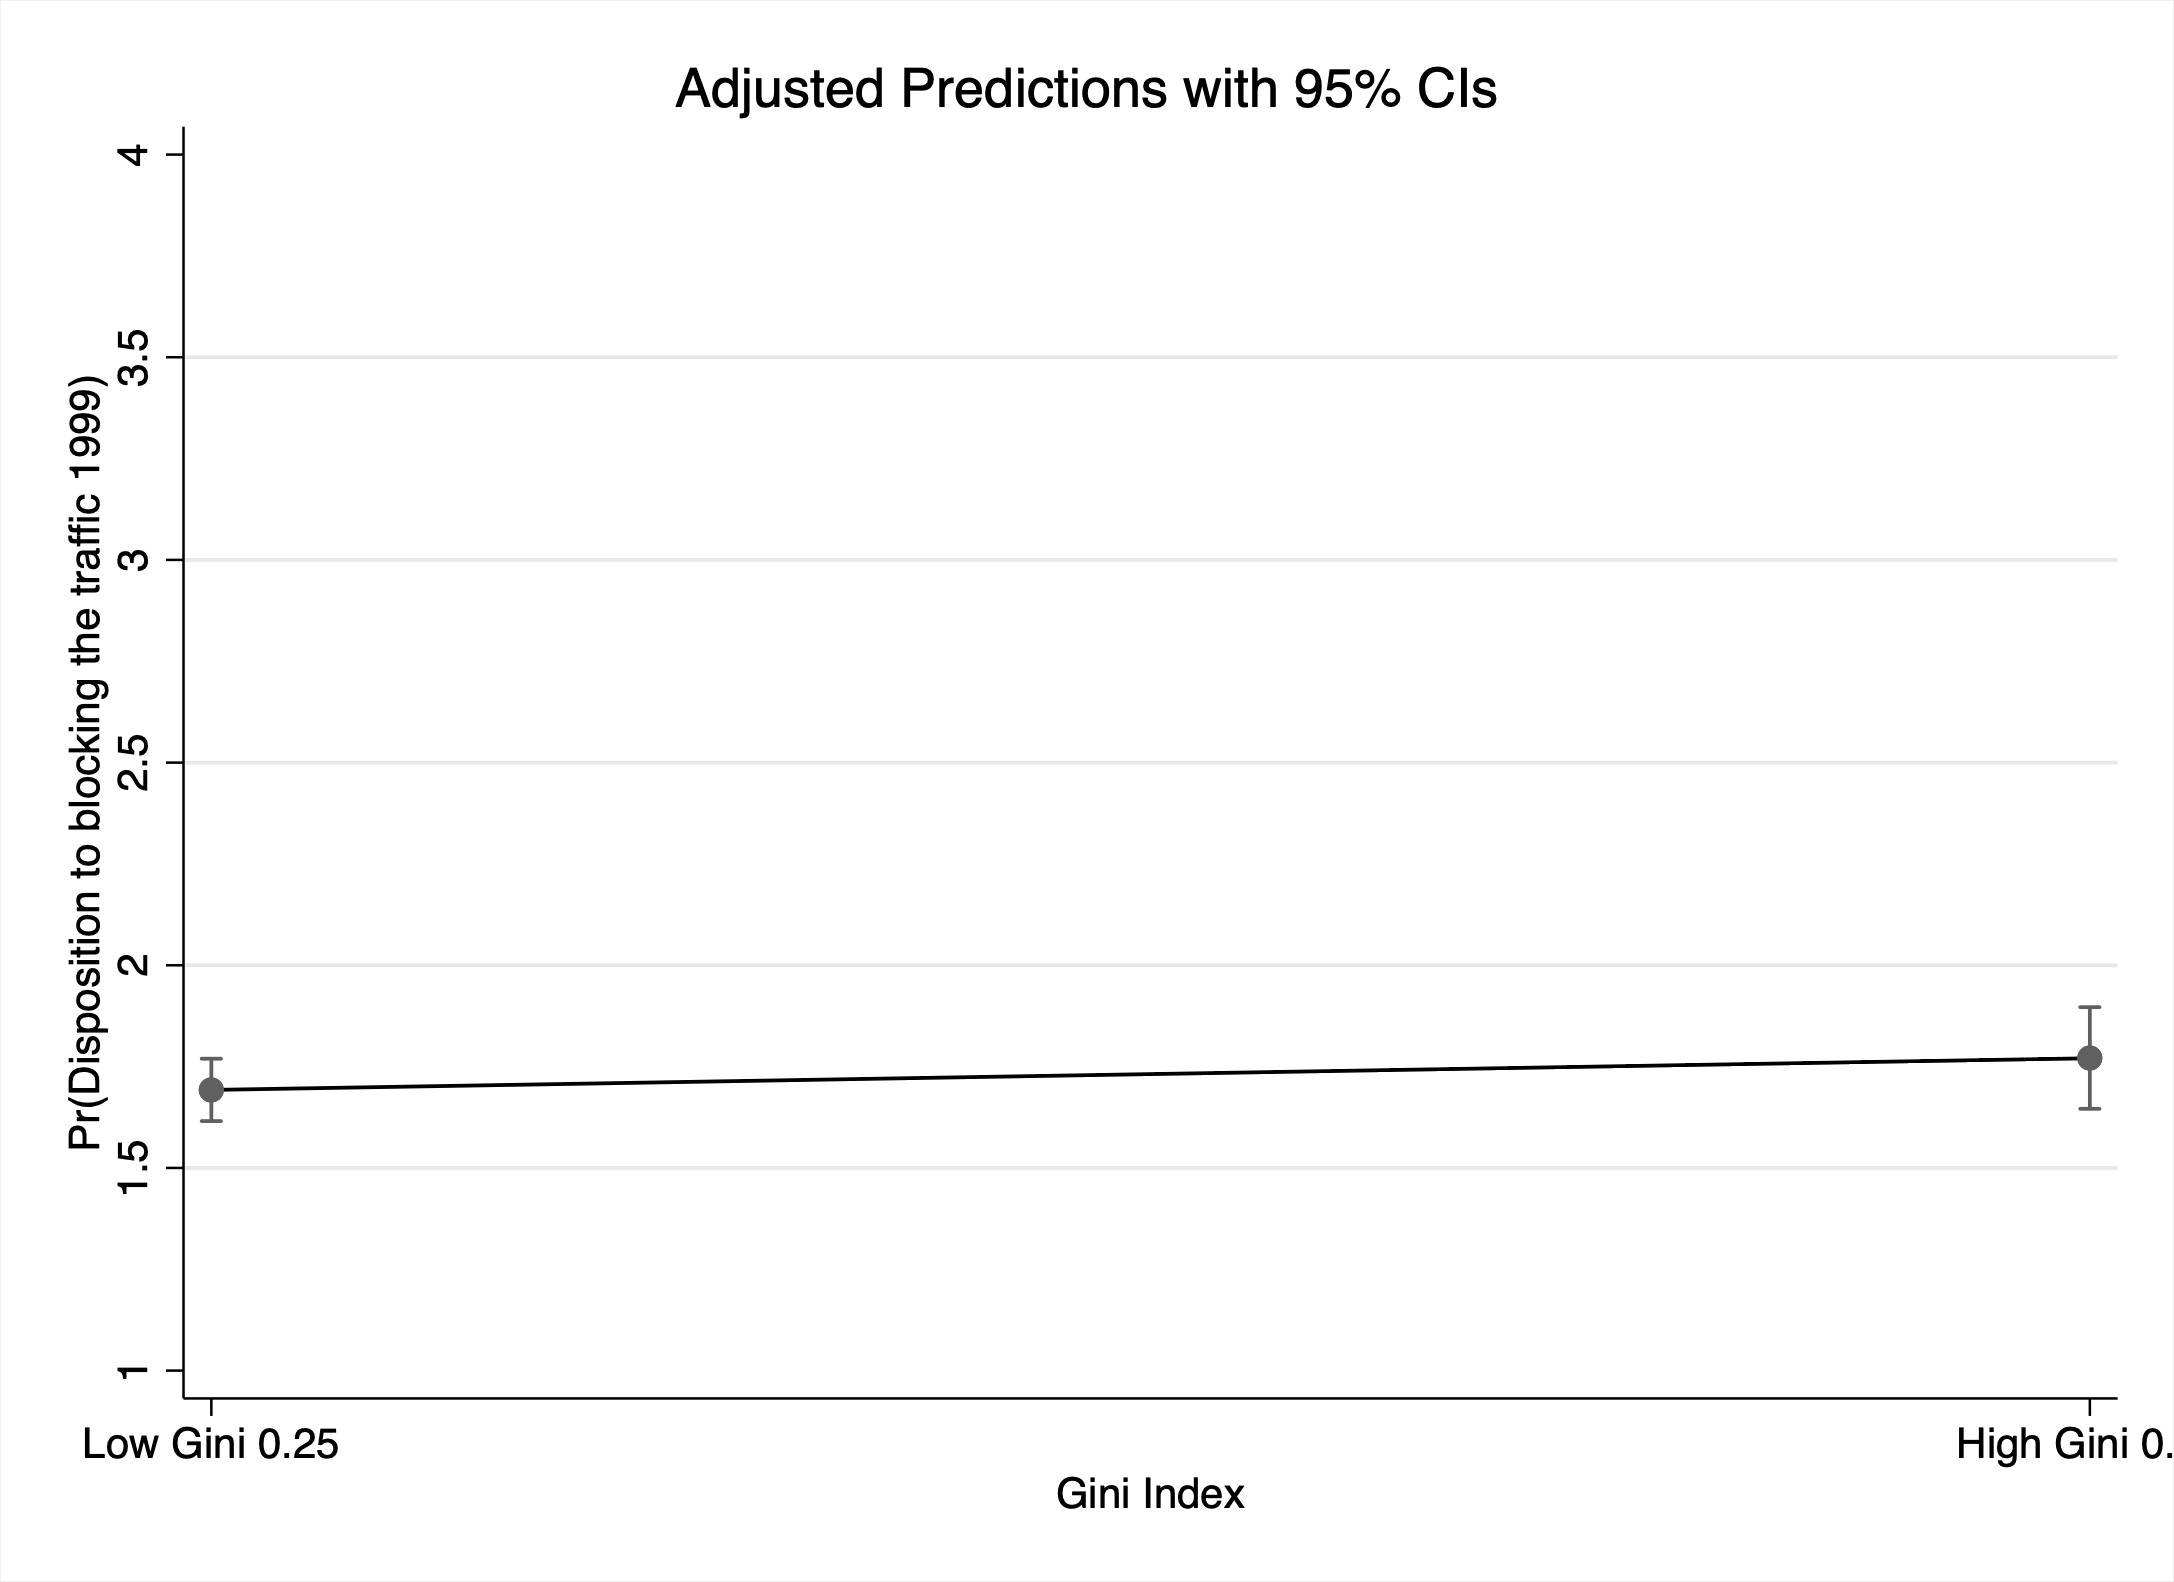 Adjusted Predictions with 95% CIs
Pr(Disposition to blocking the traffic 1999)
4
3.5
3
2.5
2
1.5
1
Low Gini 0.25
High Gini 0.
Gini Index